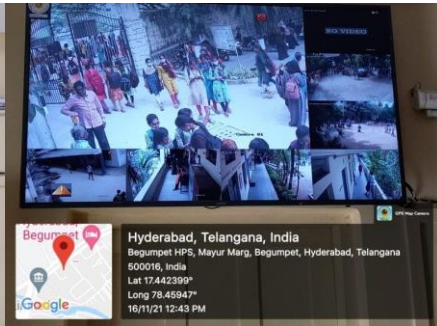 NO VIDEO
Camera 01
GPS Map Camera
Begumpet
Google
Hyderabad, Telangana, India
Begumpet HPS, Mayur Marg, Begumpet, Hyderabad, Telangana
500016, India
Lat 17.442399°
Long 78.45947°
16/11/21 12:43 PM